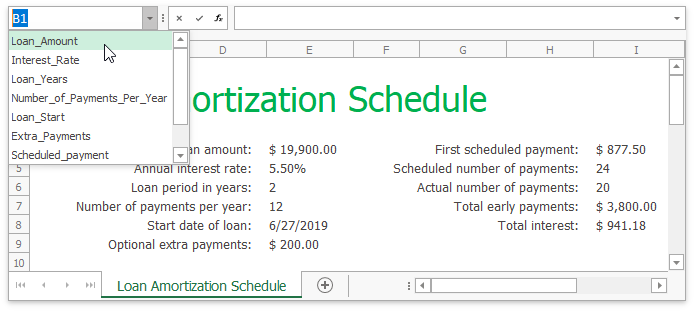 B1
Loan_Amount
Interest_Rate
Loan_Years
Number_of_Payments_Per_Year
Loan_Start
Extra_Payments
Scheduled_payment
D E F G H I
ortization Schedule
an amount: $ 19,900.00 First scheduled payment: $ 877.50
5 Annual interest rate: 5.50% Scheduled number of payments: 24
6 Loan period in years: 2 Actual number of payments: 20
7 Number of payments per year: 12 Total early payments: $ 3,800.00
8 Start date of loan: 6/27/2019 Total interest: $ 941.18
9 Optional extra payments: $ 200.00
10
Loan Amortization Schedule